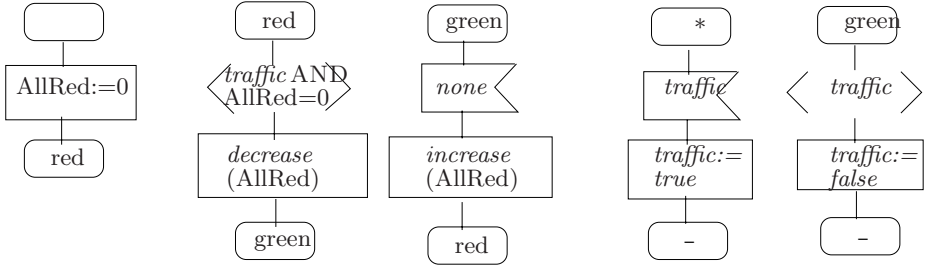 AllRed:=0
red
red
traffic AND
AllRed=0
decrease
(AllRed)
green
green
none
increase
(AllRed)
red
*
traffic
traffic:=
true
–
green
traffic
traffic:=
false
–